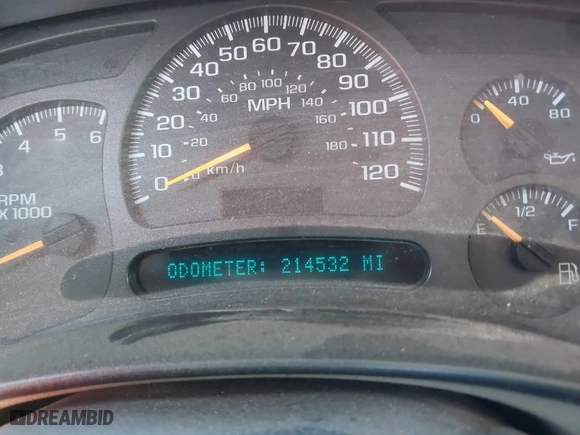 60
50 70
40 80
30 90
20 100
10 110
0 120
80 100
60 120
40 140
20 160
0 180
MPH
km/h
3 4 5 6
RPM
X 1000
0 40 80
E 1/2 F
ODOMETER: 214532 MI
DREAMBID